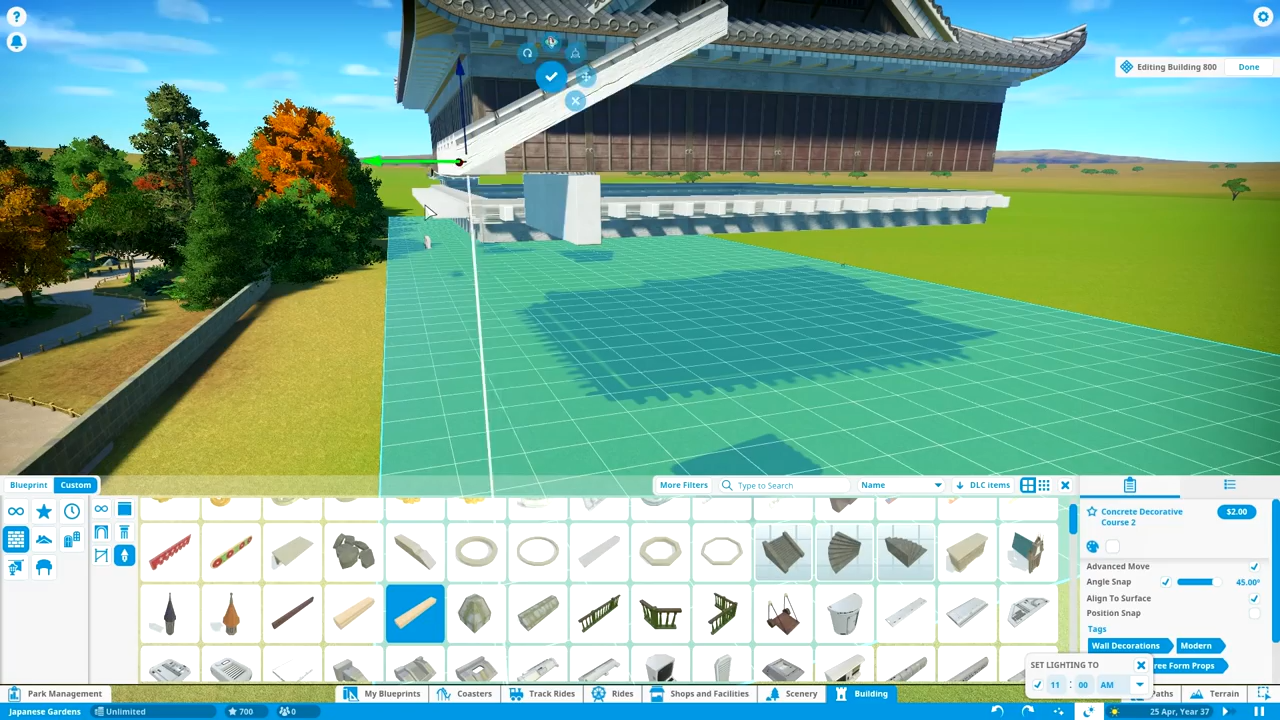 ?
Editing Building 800
Done
Blueprint
Custom
More Filters
Type to Search
Name
DLC items
Concrete Decorative
Course 2
$2.00
Advanced Move
Angle Snap
45.00°
Align To Surface
Position Snap
Tags
Wall Decorations
Modern
ree Form Props
SET LIGHTING TO
11 : 00 AM
Park Management
My Blueprints
Coasters
Track Rides
Rides
Shops and Facilities
Scenery
Building
Paths
Terrain
Japanese Gardens
Unlimited
700
0
25 Apr, Year 37